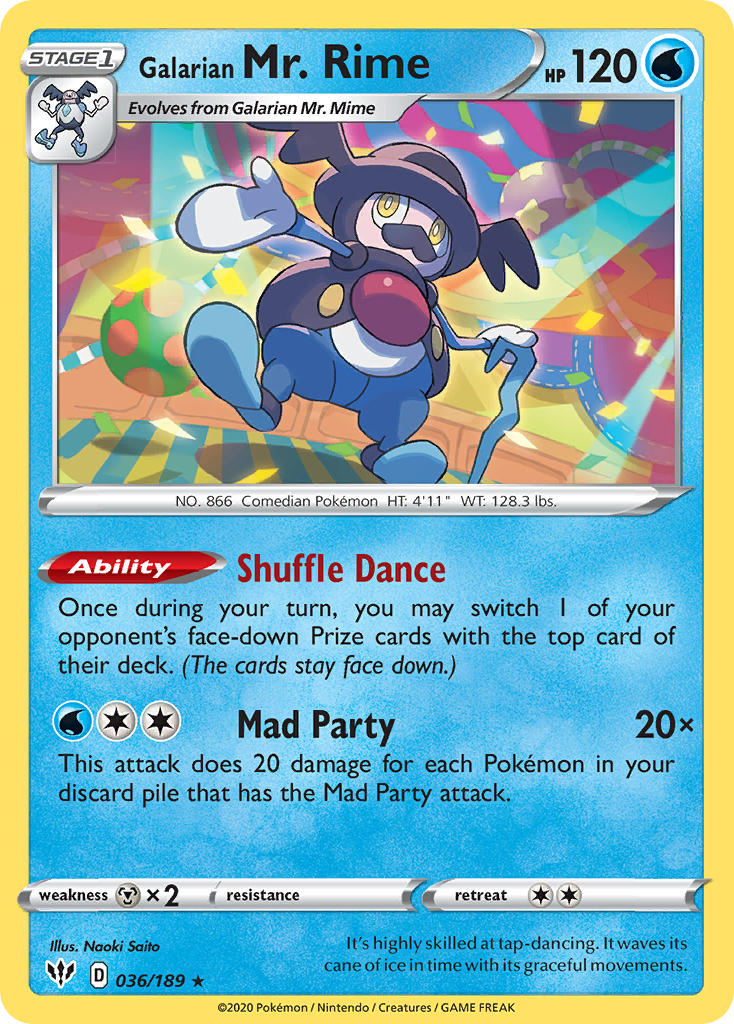 STAGE 1
Galarian Mr. Rime
HP 120
Evolves from Galarian Mr. Mime
NO. 866 Comedian Pokémon HT: 4'11" WT: 128.3 lbs.
Ability Shuffle Dance
Once during your turn, you may switch 1 of your
opponent's face-down Prize cards with the top card of
their deck. (The cards stay face down.)
Mad Party 20×
This attack does 20 damage for each Pokémon in your
discard pile that has the Mad Party attack.
weakness ×2 resistance retreat
Illus. Naoki Saito
It's highly skilled at tap-dancing. It waves its
cane of ice in time with its graceful movements.
D 036/189 ★
©2020 Pokémon / Nintendo / Creatures / GAME FREAK